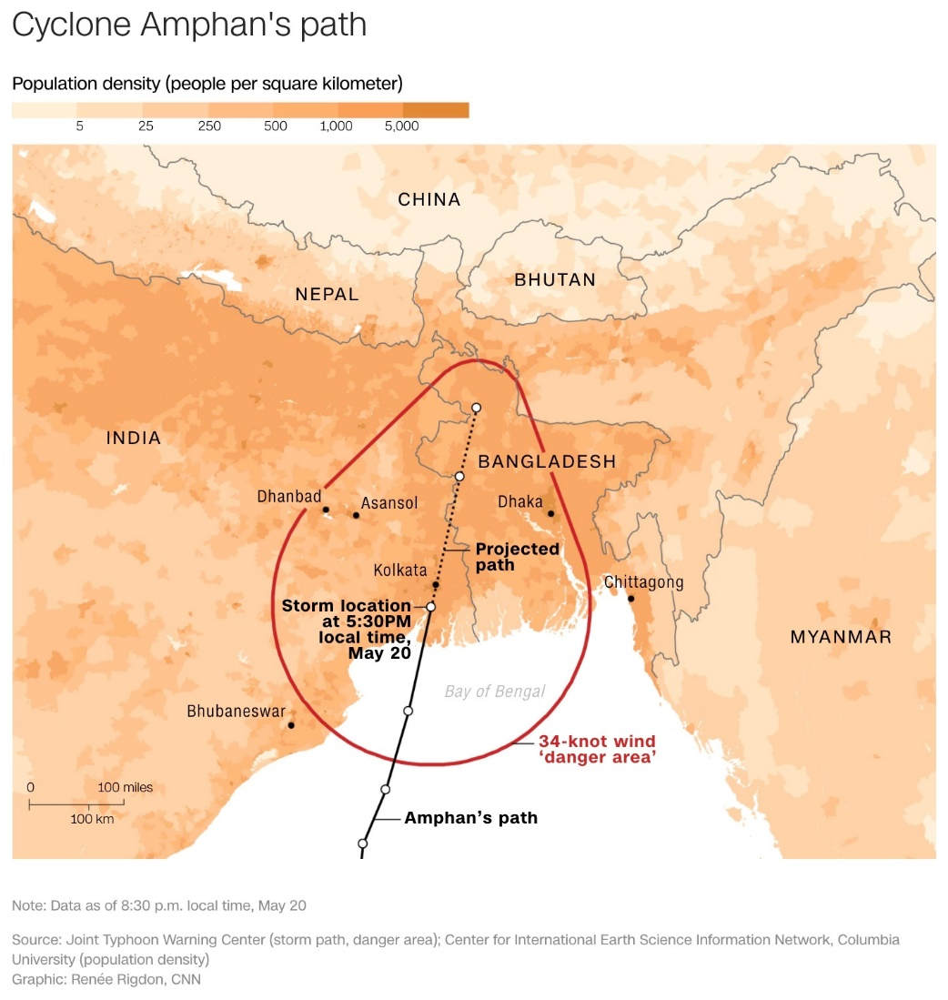 Cyclone Amphan's path
Population density (people per square kilometer)
5 25 250 500 1,000 5,000
CHINA
BHUTAN
NEPAL
INDIA
BANGLADESH
Dhanbad
Asansol
Dhaka
Projected
path
Kolkata
Chittagong
Storm location
at 5:30PM
local time,
May 20
MYANMAR
Bay of Bengal
Bhubaneswar
34-knot wind
‘danger area’
0 100 miles
100 km
Amphan’s path
Note: Data as of 8:30 p.m. local time, May 20
Source: Joint Typhoon Warning Center (storm path, danger area); Center for International Earth Science Information Network, Columbia
University (population density)
Graphic: Renée Rigdon, CNN